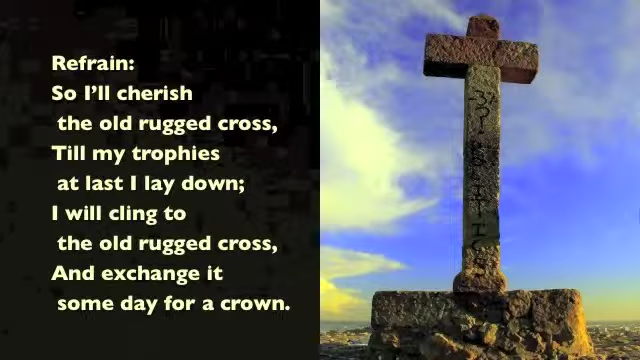 Refrain:
So I’ll cherish
the old rugged cross,
Till my trophies
at last I lay down;
I will cling to
the old rugged cross,
And exchange it
some day for a crown.